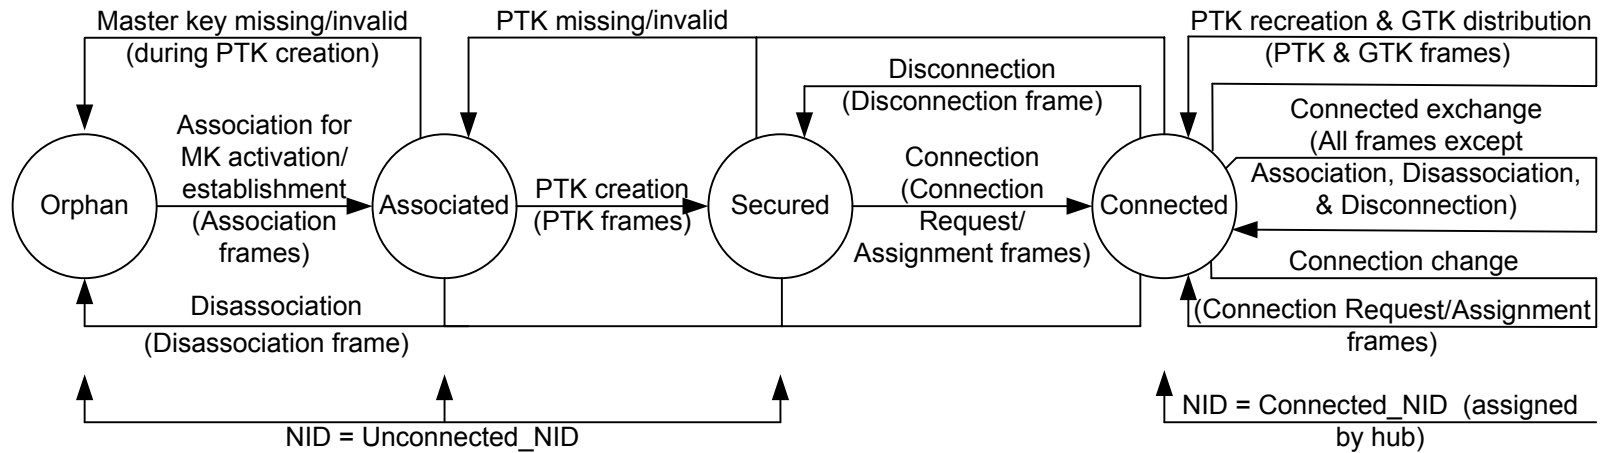 Master key missing/invalid
(during PTK creation)
PTK missing/invalid
PTK recreation & GTK distribution
(PTK & GTK frames)
Disconnection
(Disconnection frame)
Connected exchange
(All frames except
Association, Disassociation,
& Disconnection)
Orphan
Association for
MK activation/
establishment
(Association
frames)
Associated
PTK creation
(PTK frames)
Secured
Connection
(Connection
Request/
Assignment frames)
Connected
Connection change
(Connection Request/Assignment
frames)
Disassociation
(Disassociation frame)
NID = Unconnected_NID
NID = Connected_NID (assigned
by hub)